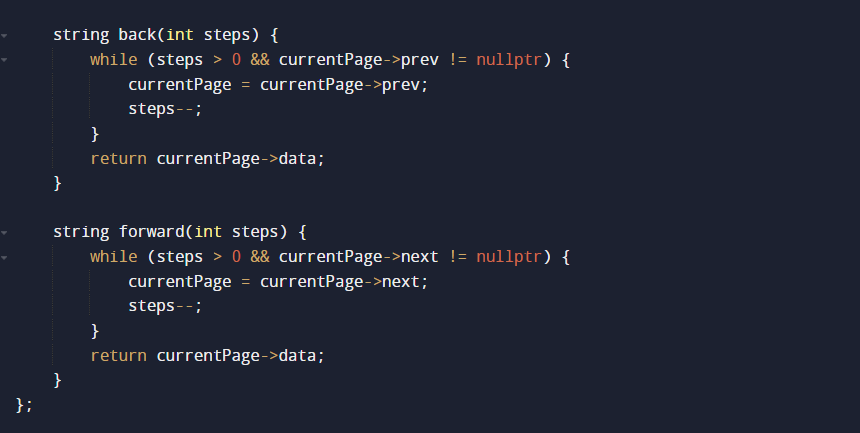 string back(int steps) {
while (steps > 0 && currentPage->prev != nullptr) {
currentPage = currentPage->prev;
steps--;
}
return currentPage->data;
}
string forward(int steps) {
while (steps > 0 && currentPage->next != nullptr) {
currentPage = currentPage->next;
steps--;
}
return currentPage->data;
}
};